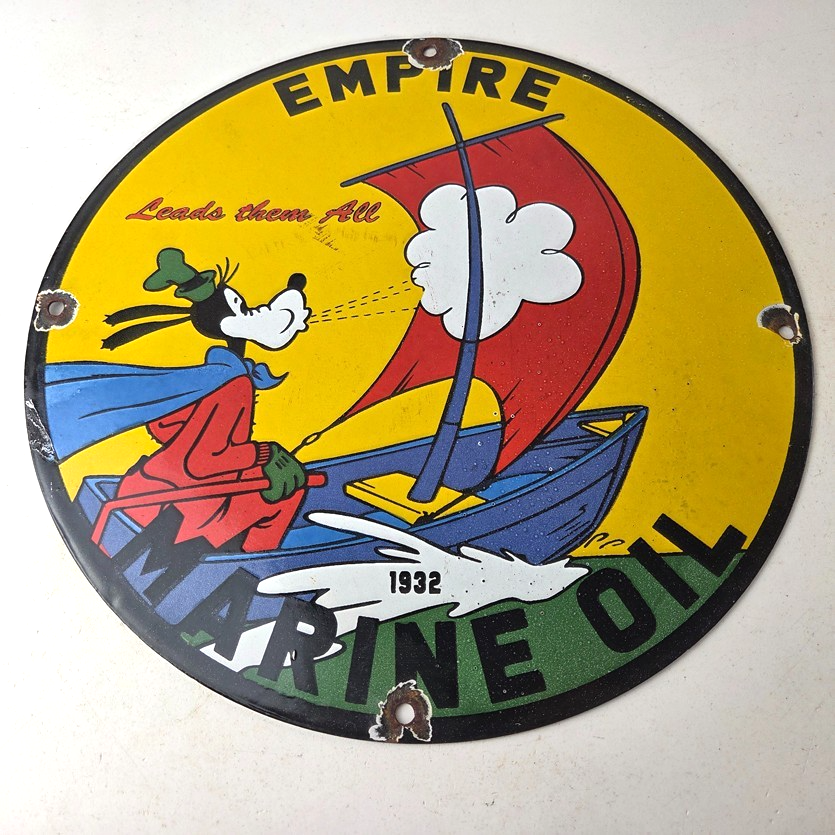 EMPIRE
Leads them All
1932
MARINE OIL